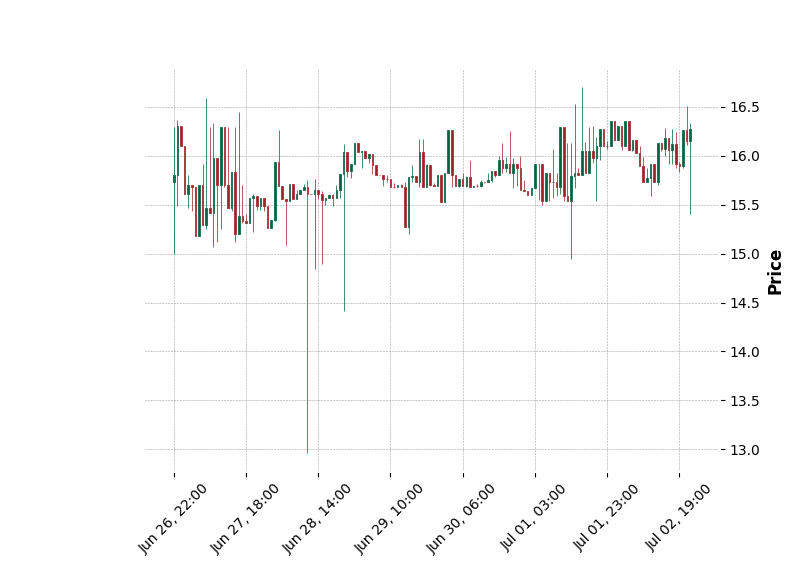 16.5
16.0
15.5
15.0
14.5
14.0
13.5
13.0
Price
Jun 26, 22:00
Jun 27, 18:00
Jun 28, 14:00
Jun 29, 10:00
Jun 30, 06:00
Jul 01, 03:00
Jul 01, 23:00
Jul 02, 19:00